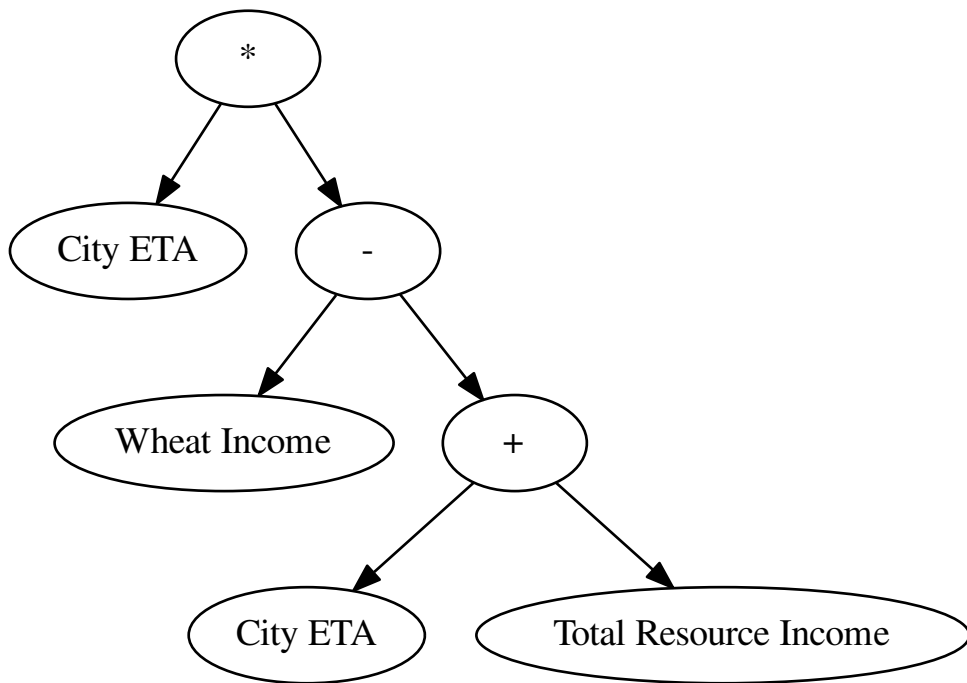 *
City ETA
-
Wheat Income
+
City ETA
Total Resource Income